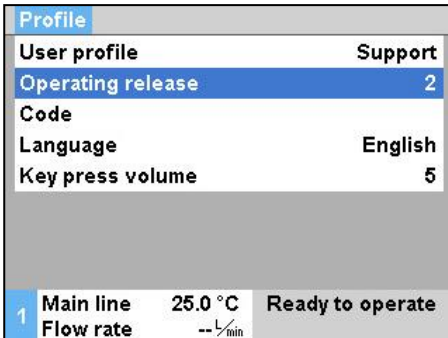 Profile
User profile Support
Operating release 2
Code
Language English
Key press volume 5
1 Main line 25.0 °C Ready to operate
Flow rate -- L/min